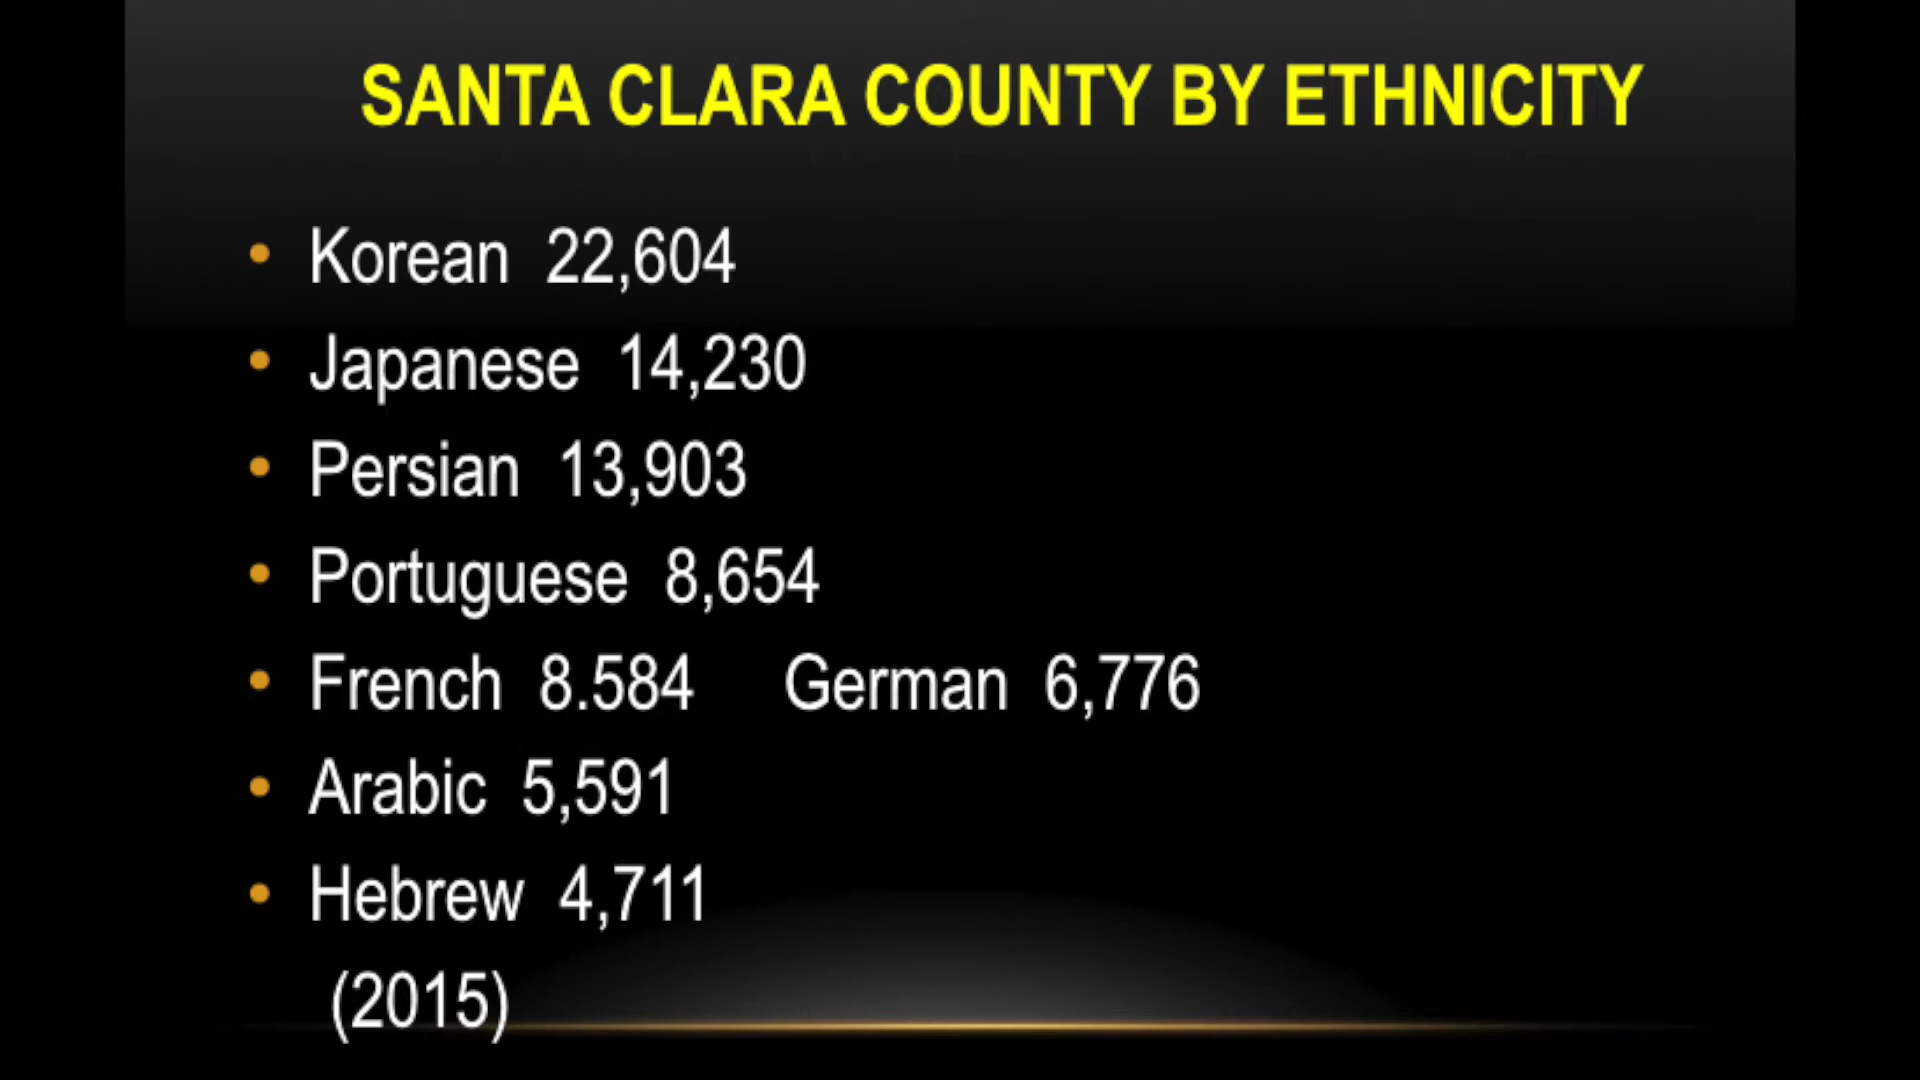 SANTA CLARA COUNTY BY ETHNICITY
• Korean 22,604
• Japanese 14,230
• Persian 13,903
• Portuguese 8,654
• French 8.584 German 6,776
• Arabic 5,591
• Hebrew 4,711
(2015)